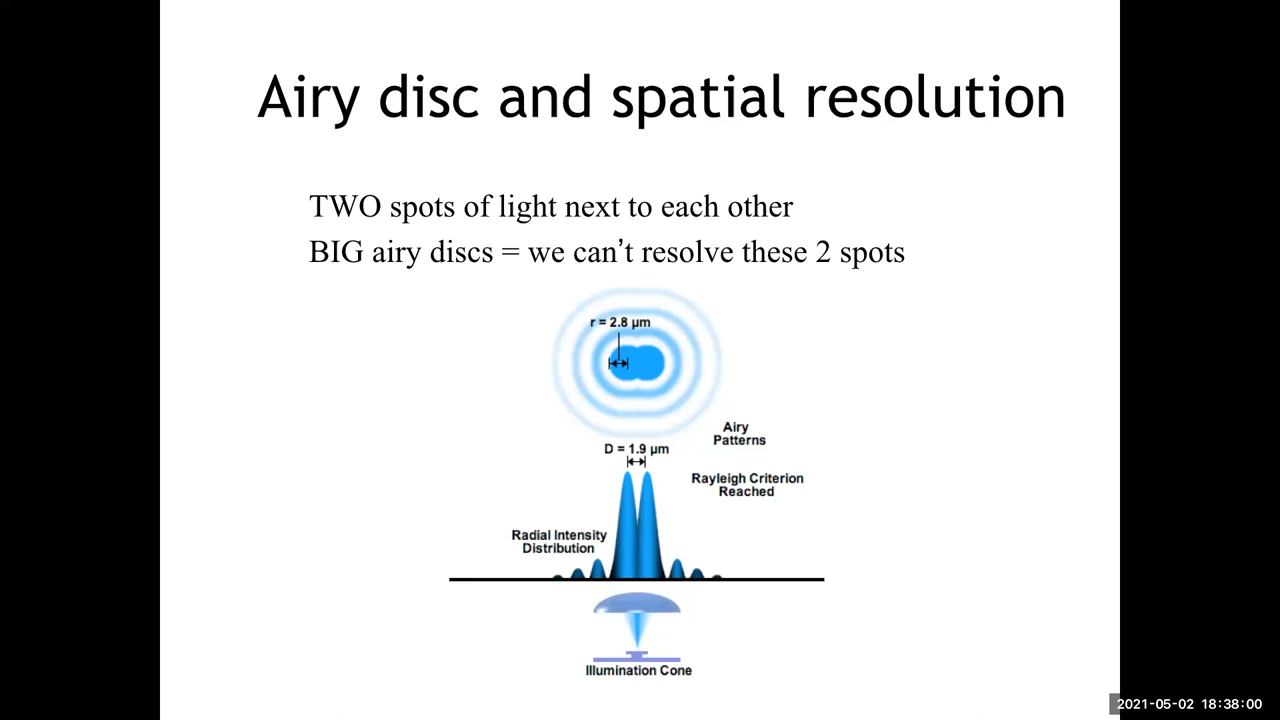 Airy disc and spatial resolution
TWO spots of light next to each other
BIG airy discs = we can’t resolve these 2 spots
r = 2.8 µm
Airy
Patterns
D = 1.9 µm
Rayleigh Criterion
Reached
Radial Intensity
Distribution
Illumination Cone
2021-05-02 18:38:00